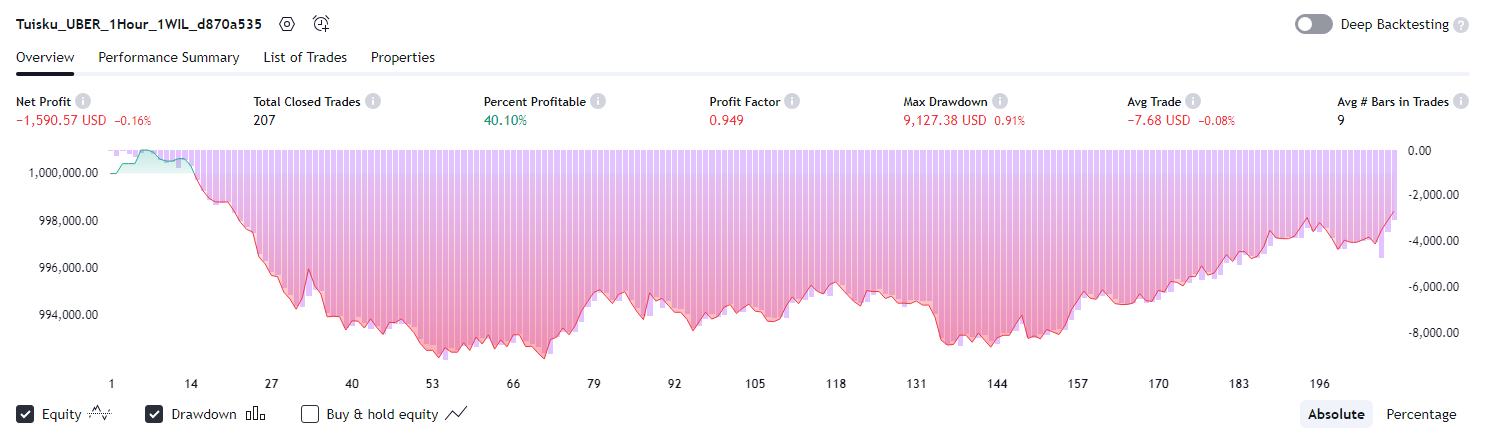 Tuisku_UBER_1Hour_1WIL_d870a535
Deep Backtesting ?
Overview Performance Summary List of Trades Properties
Net Profit Total Closed Trades Percent Profitable Profit Factor Max Drawdown Avg Trade Avg # Bars in Trades
−1,590.57 USD −0.16% 207 40.10% 0.949 9,127.38 USD 0.91% −7.68 USD −0.08% 9
0.00
1,000,000.00
-2,000.00
998,000.00
-4,000.00
996,000.00
-6,000.00
994,000.00
-8,000.00
1 14 27 40 53 66 79 92 105 118 131 144 157 170 183 196
Equity Drawdown Buy & hold equity Absolute Percentage